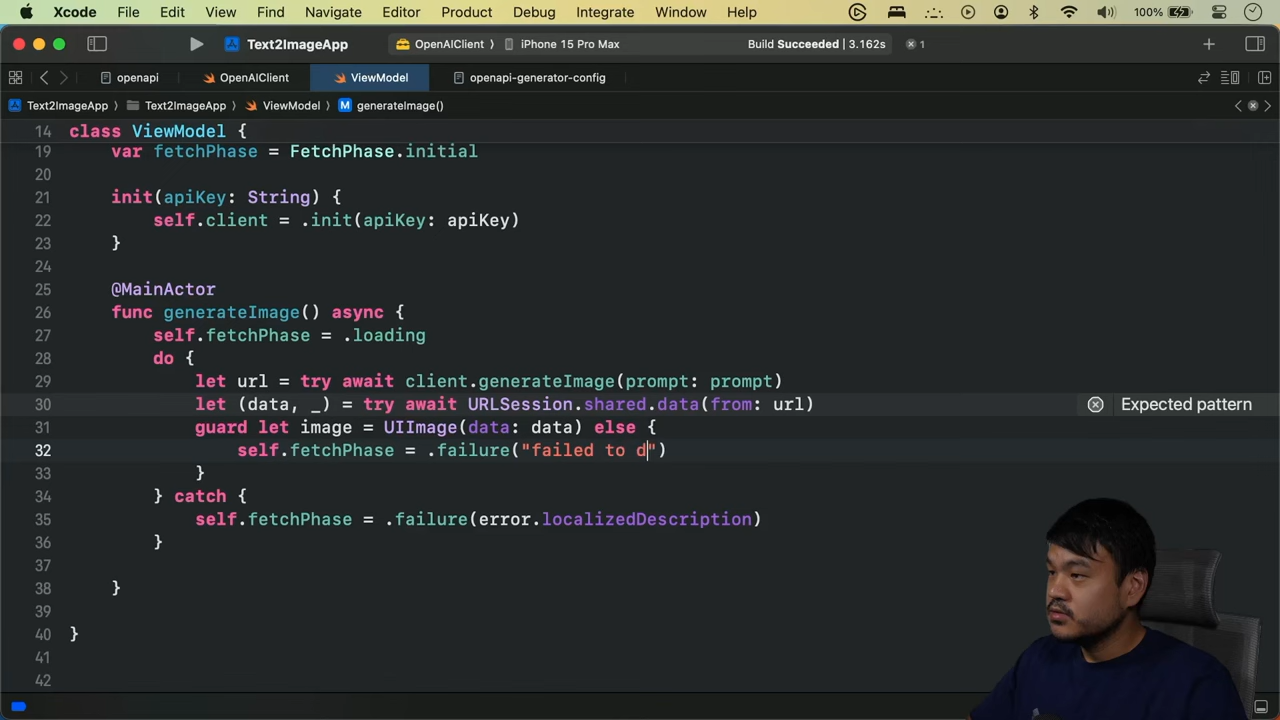 Xcode File Edit View Find Navigate Editor Product Debug Integrate Window Help 100%
Text2ImageApp OpenAIClient 〉 iPhone 15 Pro Max Build Succeeded | 3.162s 1
openapi OpenAIClient ViewModel openapi-generator-config
Text2ImageApp 〉 Text2ImageApp 〉 ViewModel 〉 M generateImage()
14 class ViewModel {
19 var fetchPhase = FetchPhase.initial
20
21 init(apiKey: String) {
22 self.client = .init(apiKey: apiKey)
23 }
24
25 @MainActor
26 func generateImage() async {
27 self.fetchPhase = .loading
28 do {
29 let url = try await client.generateImage(prompt: prompt)
30 let (data, _) = try await URLSession.shared.data(from: url) Expected pattern
31 guard let image = UIImage(data: data) else {
32 self.fetchPhase = .failure("failed to d")
33 }
34 } catch {
35 self.fetchPhase = .failure(error.localizedDescription)
36 }
37
38 }
39
40 }
41
42